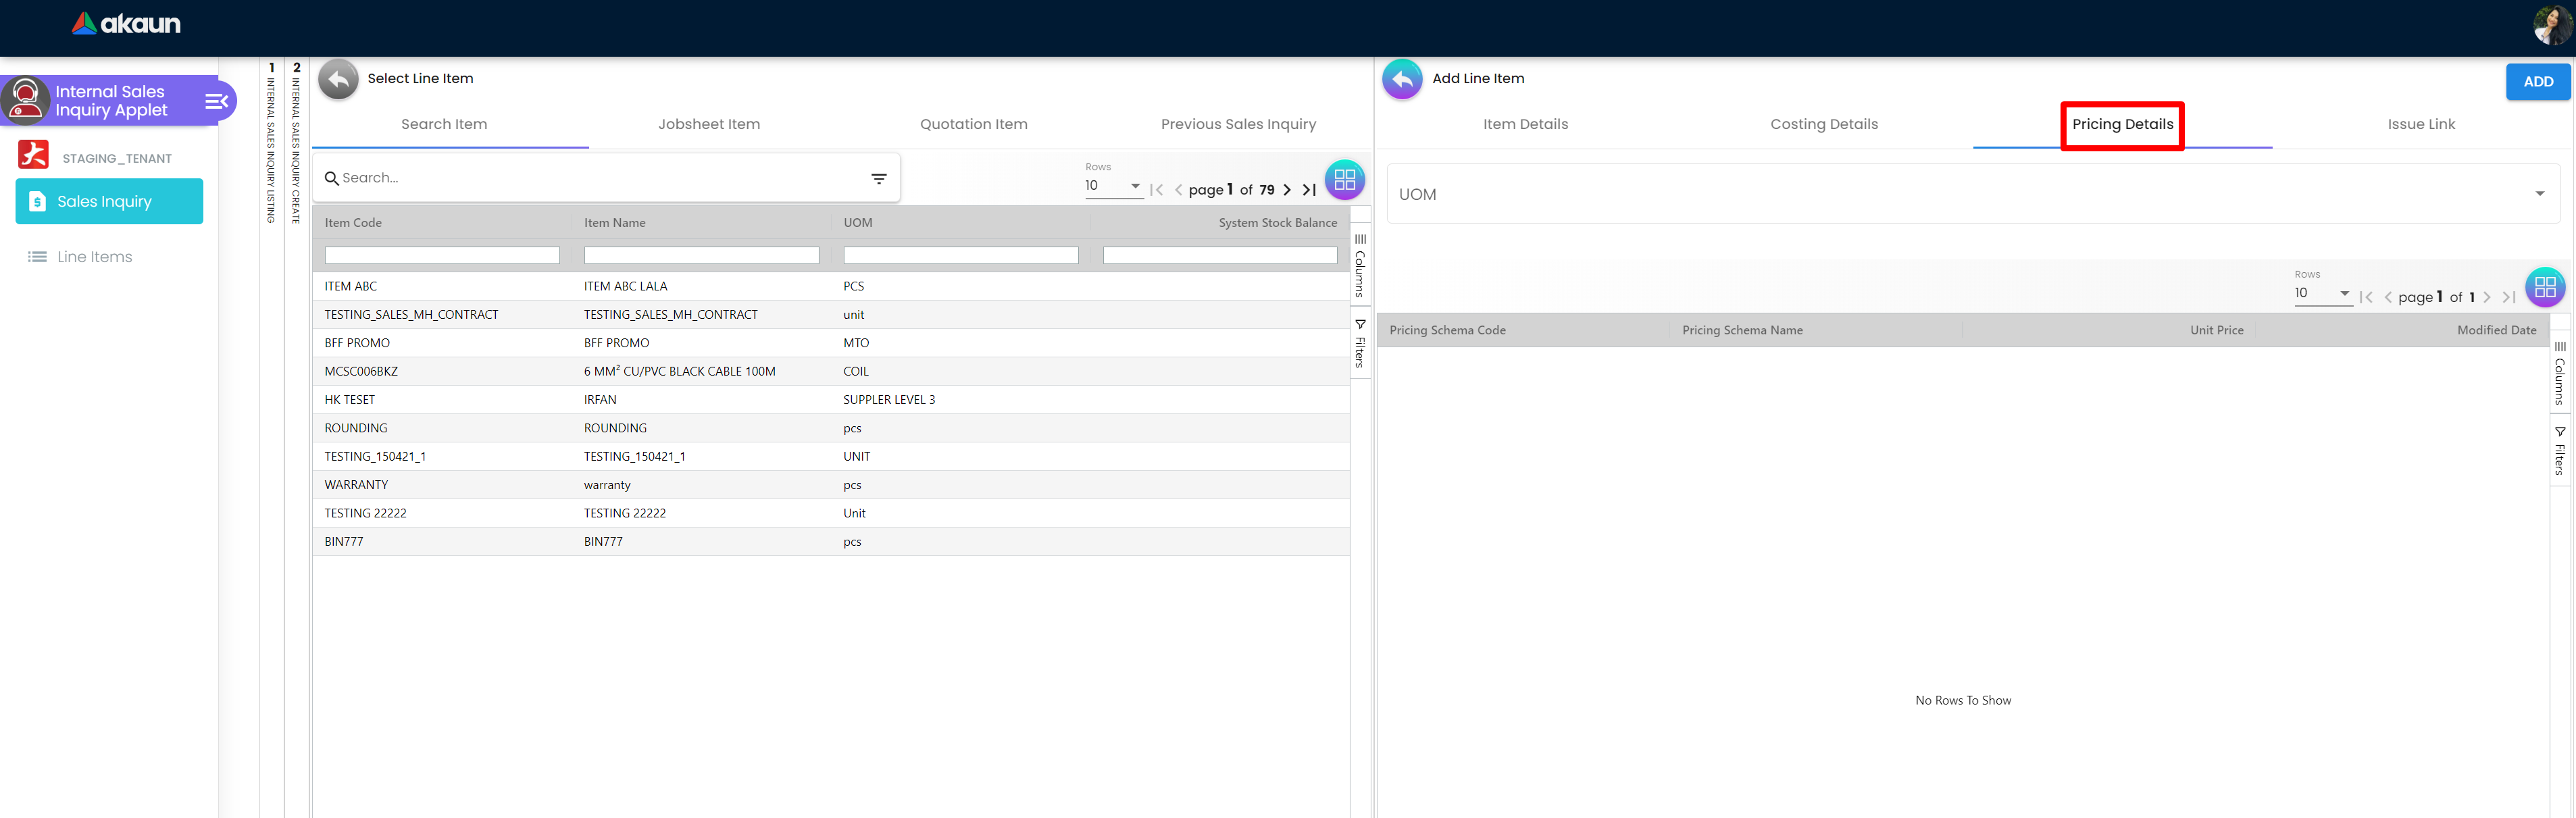 akaun
Internal Sales
Inquiry Applet
STAGING_TENANT
Sales Inquiry
Line Items
1 INTERNAL SALES INQUIRY LISTING
2 INTERNAL SALES INQUIRY CREATE
Select Line Item
Search Item
Jobsheet Item
Quotation Item
Previous Sales Inquiry
Search...
Rows
10
page 1 of 79
Item Code Item Name UOM System Stock Balance
ITEM ABC ITEM ABC LALA PCS
TESTING_SALES_MH_CONTRACT TESTING_SALES_MH_CONTRACT unit
BFF PROMO BFF PROMO MTO
MCSC006BKZ 6 MM² CU/PVC BLACK CABLE 100M COIL
HK TESET IRFAN SUPPLER LEVEL 3
ROUNDING ROUNDING pcs
TESTING_150421_1 TESTING_150421_1 UNIT
WARRANTY warranty pcs
TESTING 22222 TESTING 22222 Unit
BIN777 BIN777 pcs
Columns
Filters
Add Line Item
ADD
Item Details
Costing Details
Pricing Details
Issue Link
UOM
Rows
10
page 1 of 1
Pricing Schema Code Pricing Schema Name Unit Price Modified Date
No Rows To Show
Columns
Filters